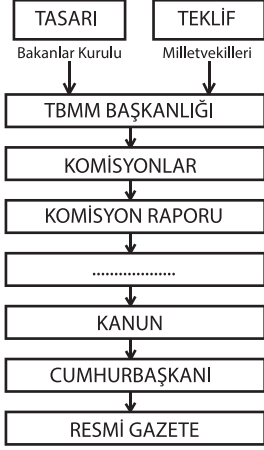 TASARI
TEKLİF
Bakanlar Kurulu
Milletvekilleri
TBMM BAŞKANLIĞI
KOMİSYONLAR
KOMİSYON RAPORU
...................
KANUN
CUMHURBAŞKANI
RESMİ GAZETE